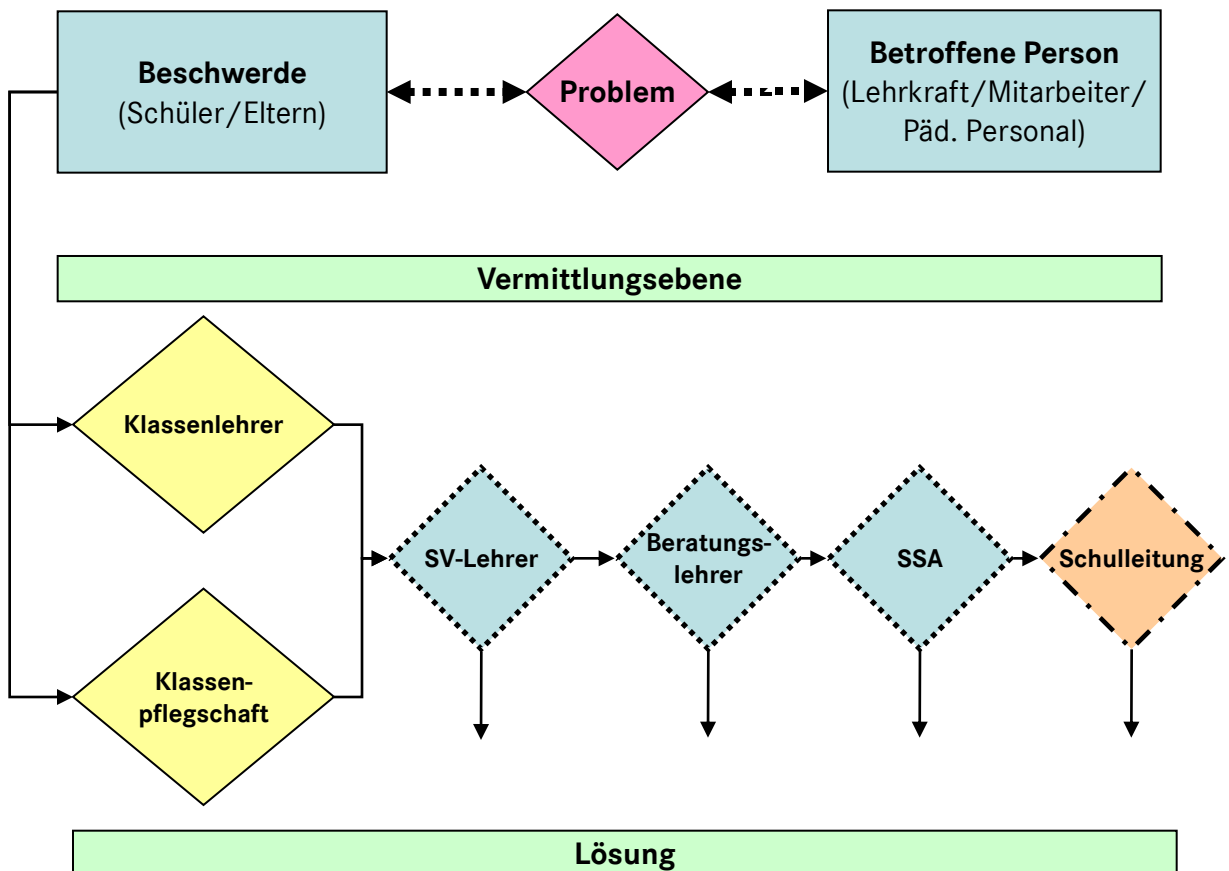 Beschwerde
(Schüler/Eltern)
Problem
Betroffene Person
(Lehrkraft/Mitarbeiter/
Päd. Personal)
Vermittlungsebene
Klassenlehrer
Klassen-
pflegschaft
SV-Lehrer
Beratungs-
lehrer
SSA
Schulleitung
Lösung